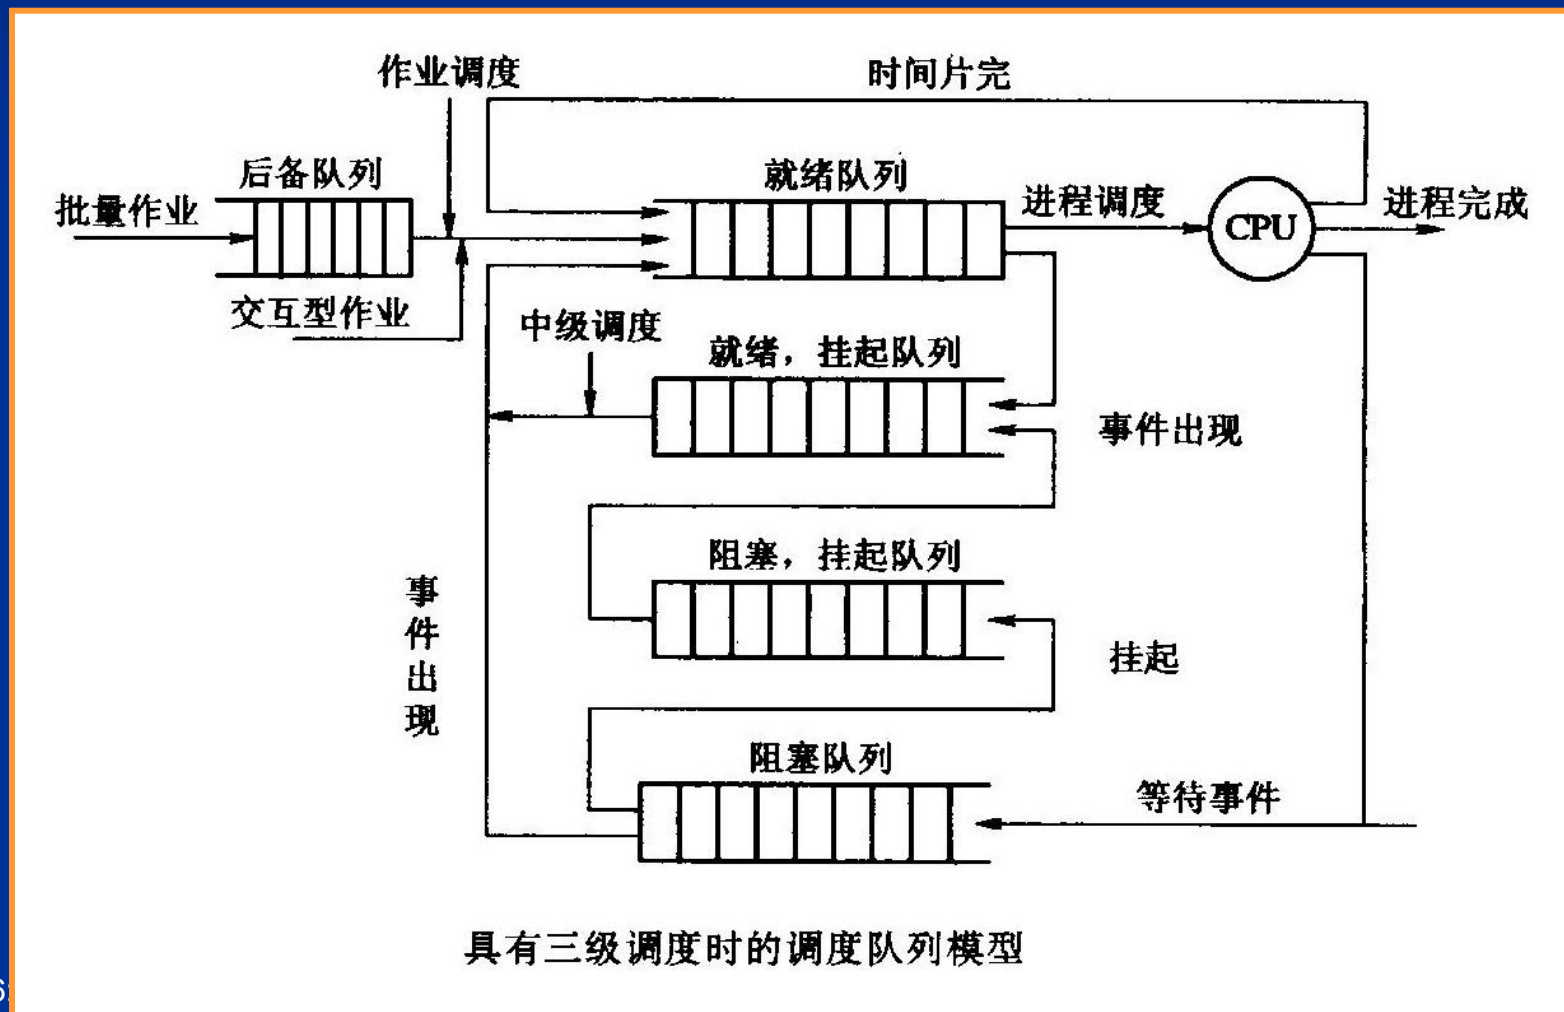 作业调度
时间片完
后备队列
就绪队列
批量作业
进程调度
CPU
进程完成
交互型作业
中级调度
就绪，挂起队列
事件出现
阻塞，挂起队列
事件出现
挂起
阻塞队列
等待事件
具有三级调度时的调度队列模型
6